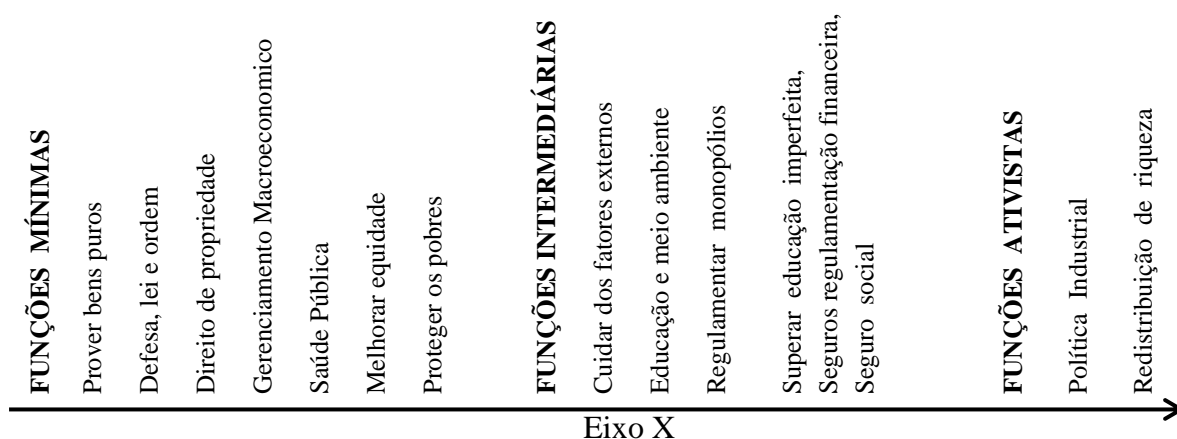 FUNÇÕES MÍNIMAS
Prover bens puros
Defesa, lei e ordem
Direito de propriedade
Gerenciamento Macroeconomico
Saúde Pública
Melhorar equidade
Proteger os pobres
FUNÇÕES INTERMEDIÁRIAS
Cuidar dos fatores externos
Educação e meio ambiente
Regulamentar monopólios
Superar educação imperfeita,
Seguros regulamentação financeira,
Seguro social
FUNÇÕES ATIVISTAS
Política Industrial
Redistribuição de riqueza
Eixo X